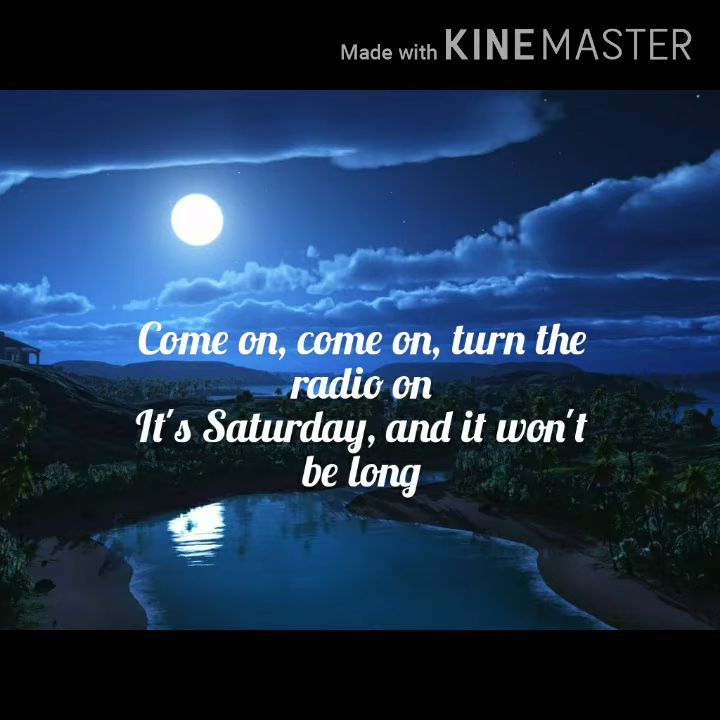 Made with KINEMASTER
Come on, come on, turn the
radio on
It's Saturday, and it won't
be long